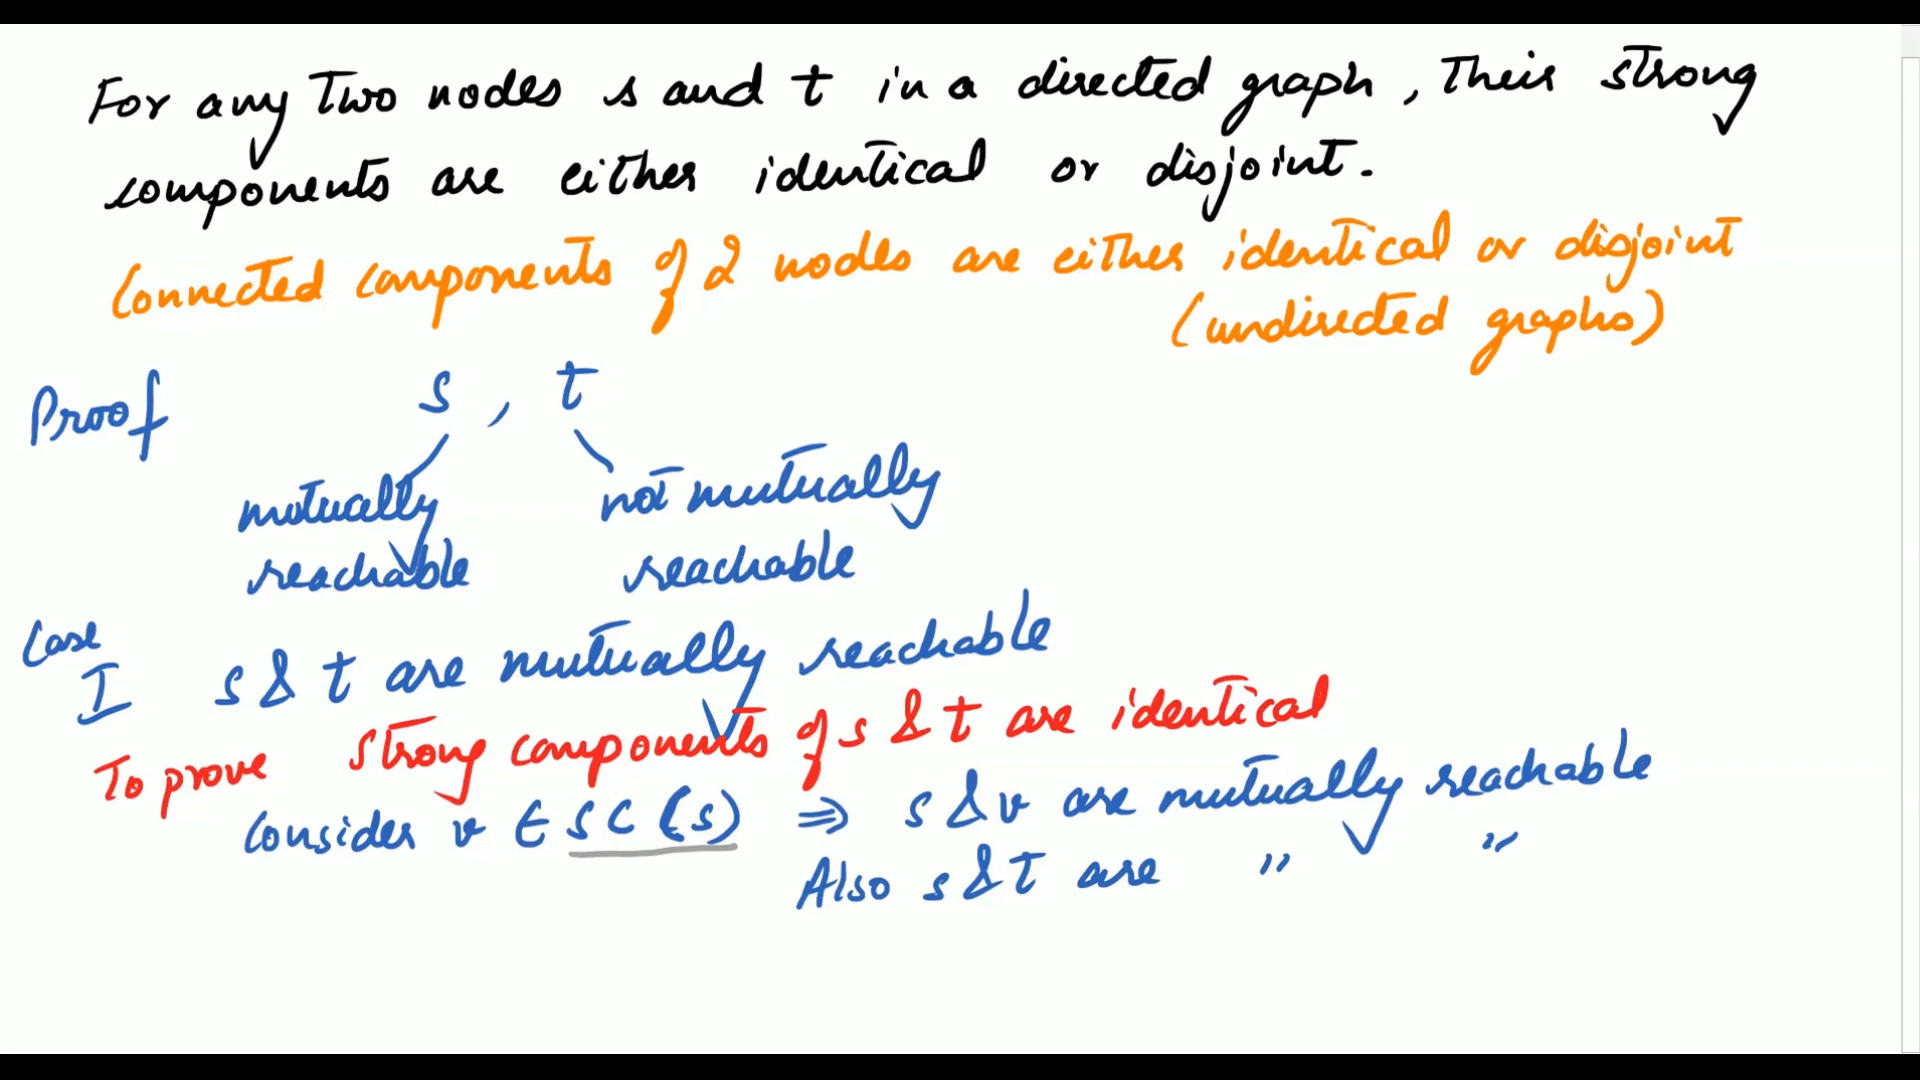 For any two nodes s and t in a directed graph, their strong
components are either identical or disjoint.
Connected components of 2 nodes are either identical or disjoint
(undirected graphs)
Proof s, t
mutually not mutually
reachable reachable
Case
I s & t are mutually reachable
To prove strong components of s & t are identical
Consider v ∈ SC(s) ⇒ s & v are mutually reachable
Also s & t are " "